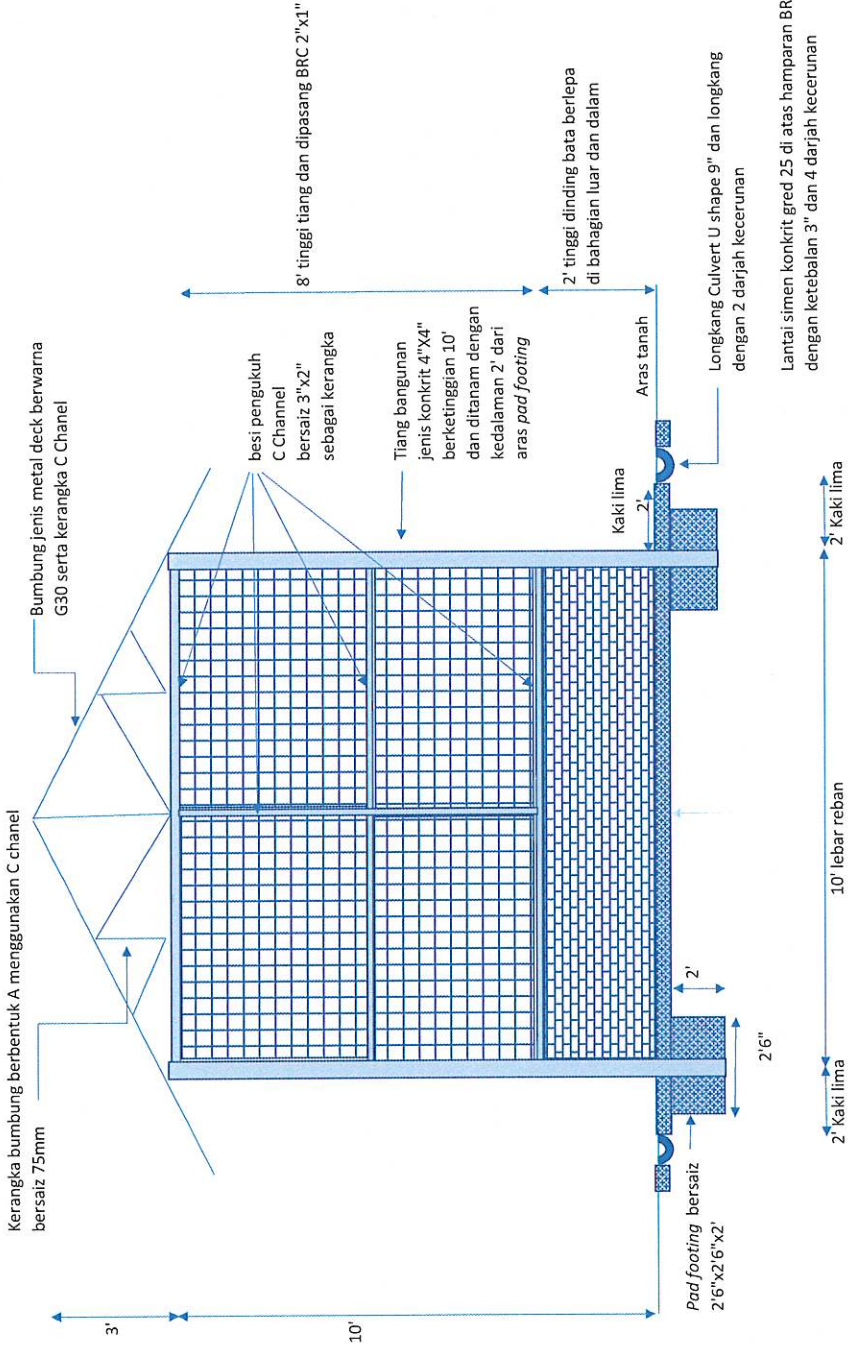 Kerangka bumbung berbentuk A menggunakan C chanel
bersaiz 75mm
Bumbung jenis metal deck berwarna
G30 serta kerangka C Chanel
3'
10'
8' tinggi tiang dan dipasang BRC 2"x1"
besi pengukuh
C Channel
bersaiz 3"x2"
sebagai kerangka
Tiang bangunan
jenis konkrit 4"X4"
berketinggian 10'
dan ditanam dengan
kedalaman 2' dari
aras pad footing
2' tinggi dinding bata berlepa
di bahagian luar dan dalam
Aras tanah
Kaki lima
2'
Longkang Culvert U shape 9" dan longkang
dengan 2 darjah kecerunan
Lantai simen konkrit gred 25 di atas hamparan BR
dengan ketebalan 3" dan 4 darjah kecerunan
Pad footing bersaiz
2'6"x2'6"x2'
2'
2'6"
2' Kaki lima
10' lebar reban
2' Kaki lima